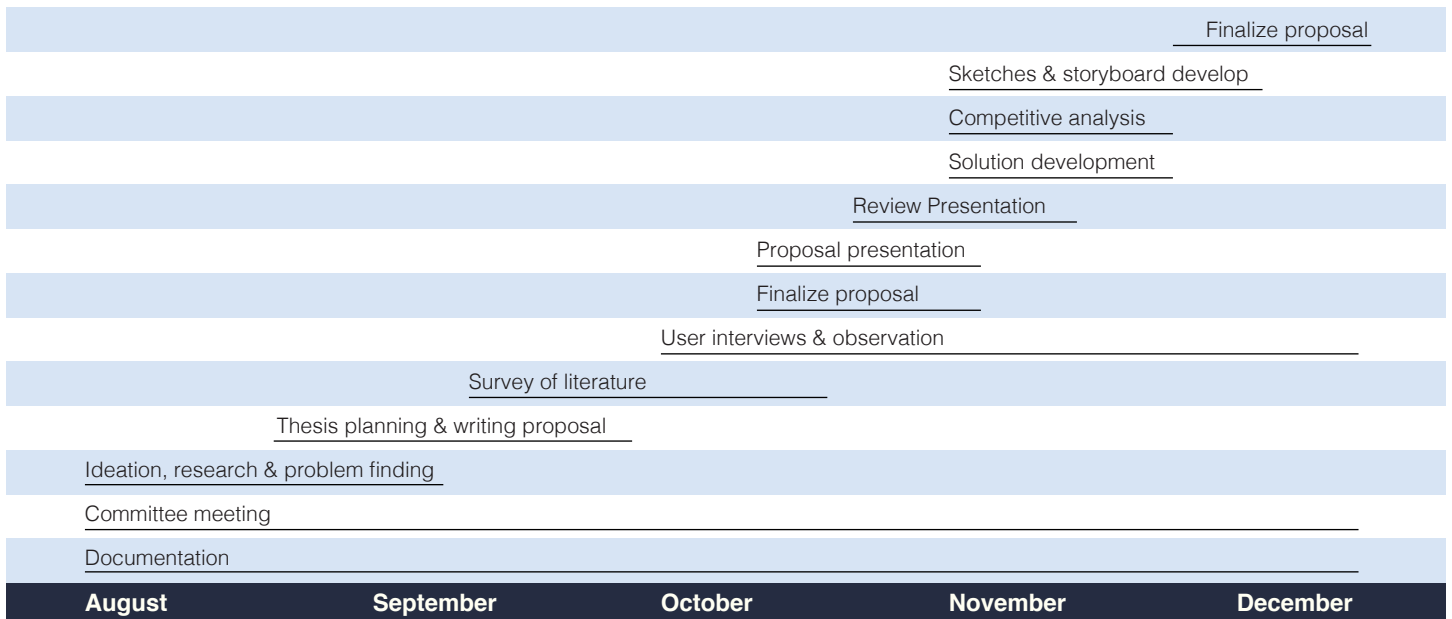 Finalize proposal
Sketches & storyboard develop
Competitive analysis
Solution development
Review Presentation
Proposal presentation
Finalize proposal
User interviews & observation
Survey of literature
Thesis planning & writing proposal
Ideation, research & problem finding
Committee meeting
Documentation
August September October November December